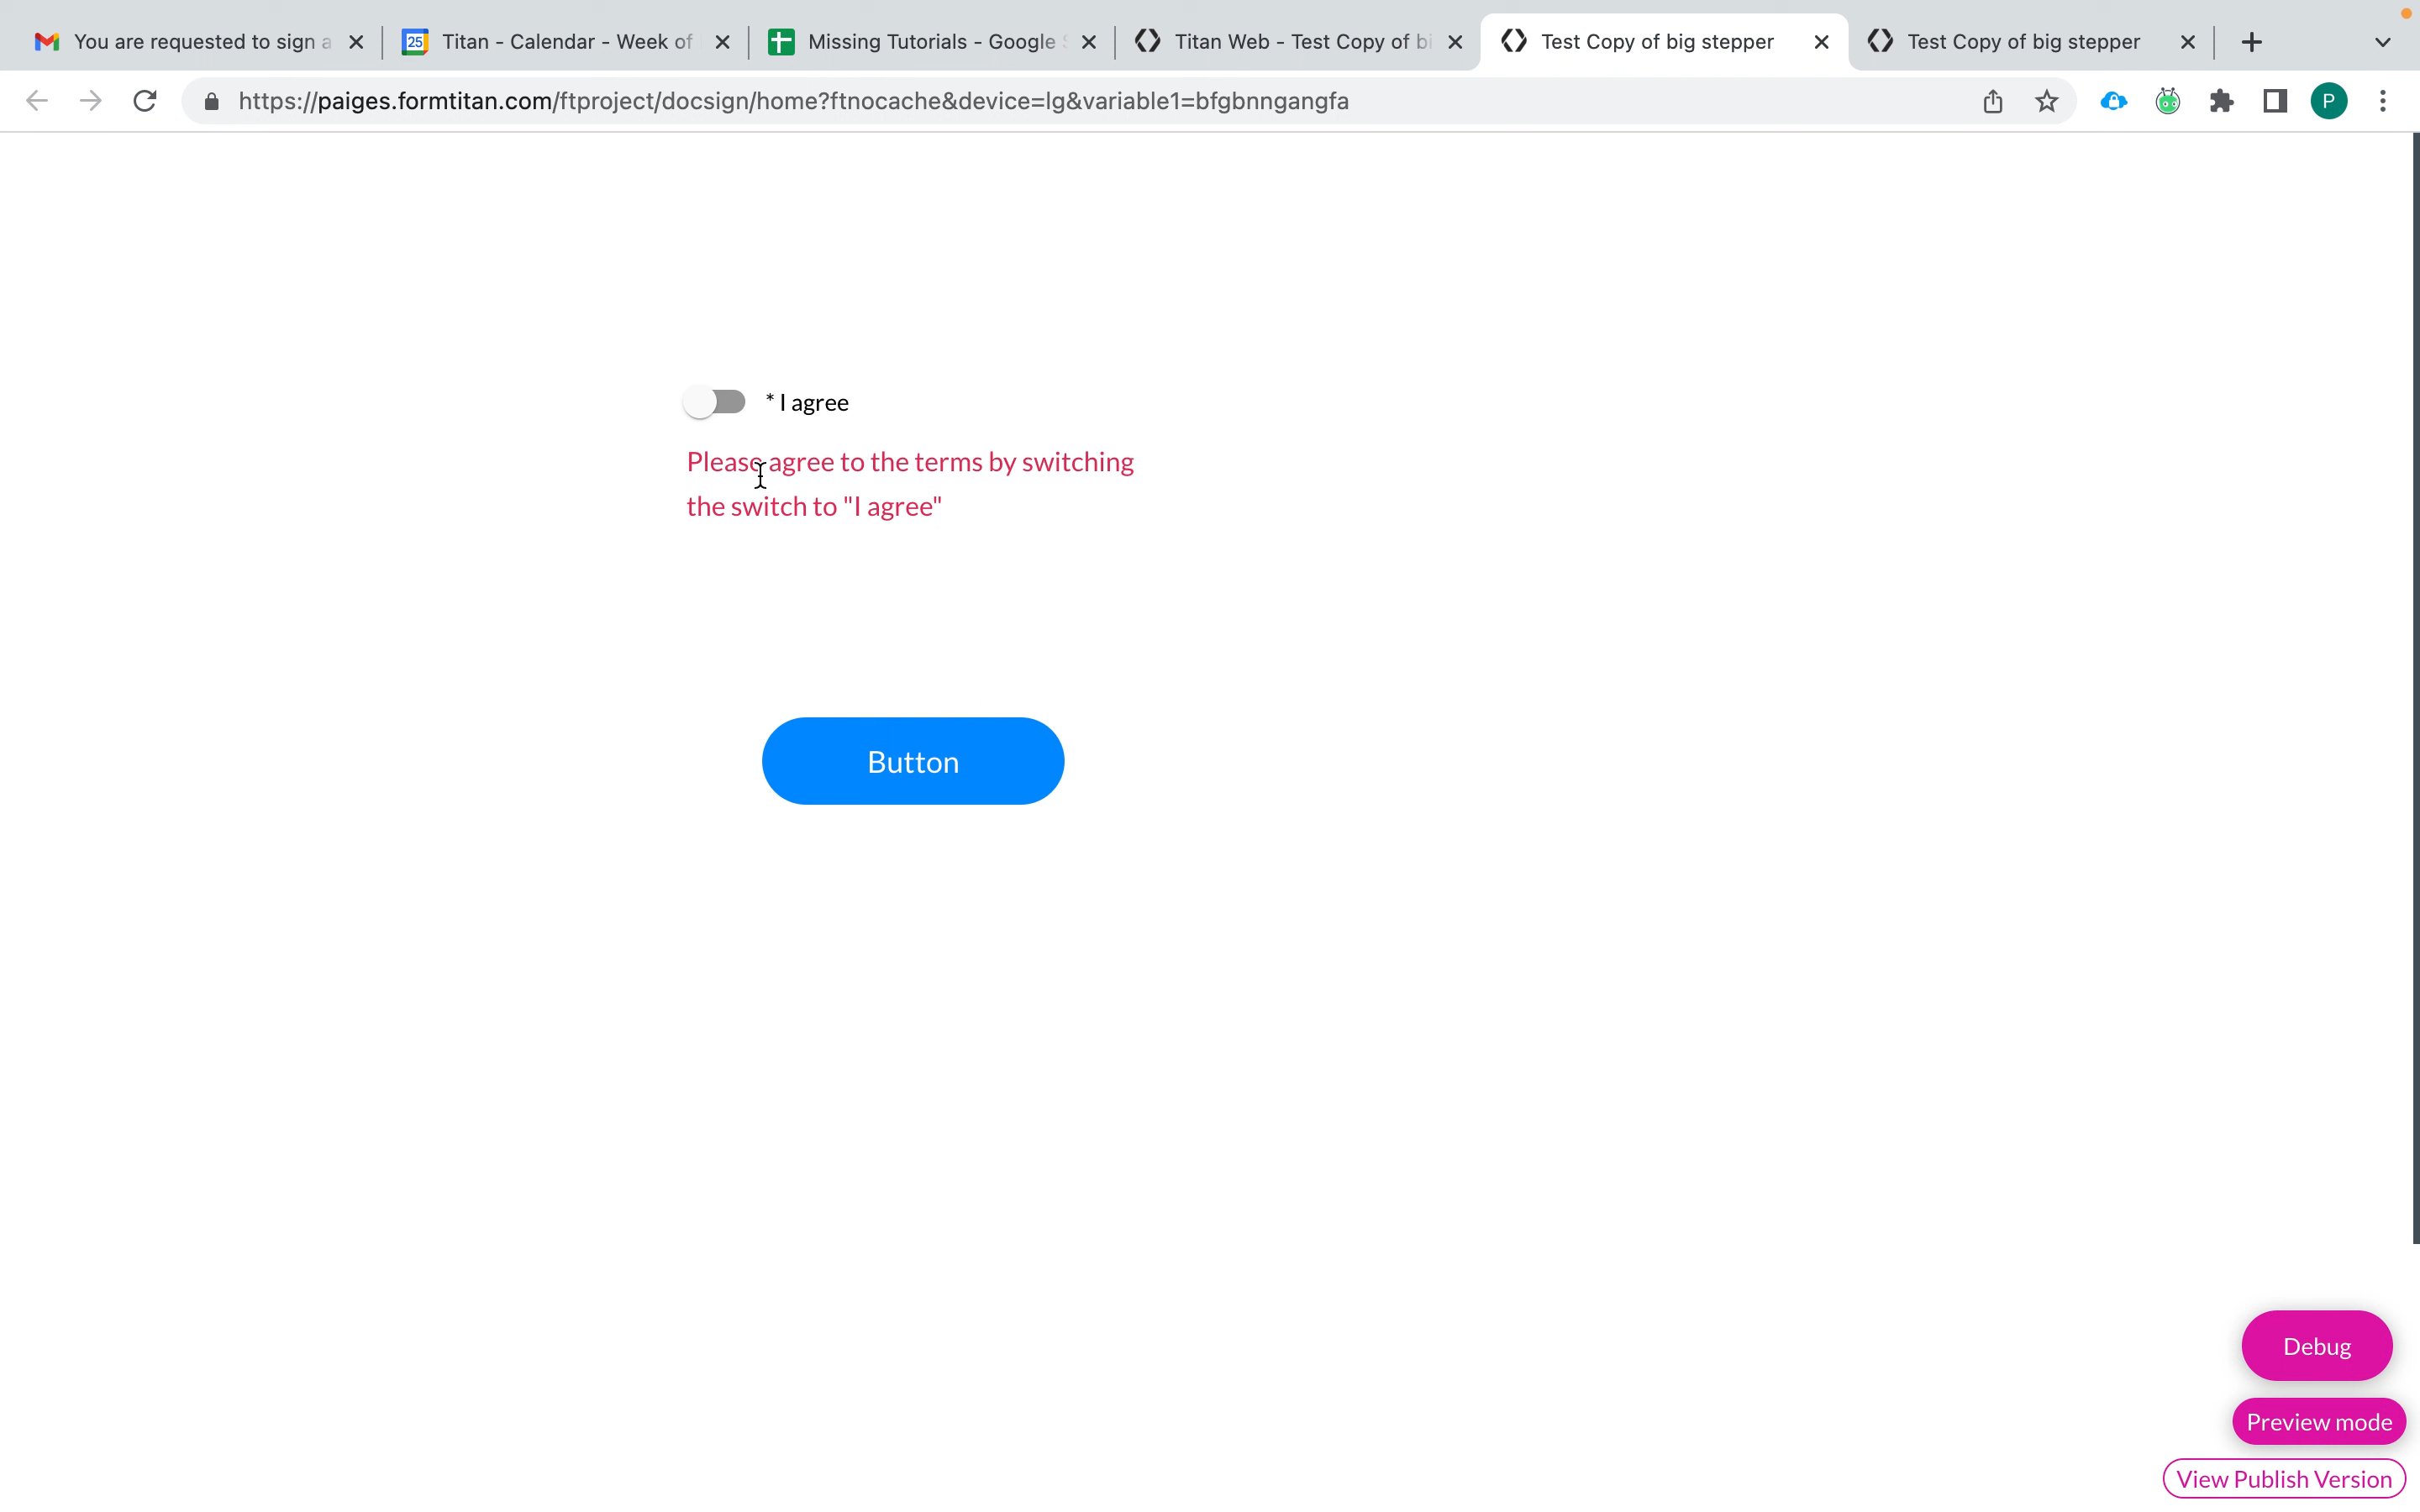 You are requested to sign a
25
Titan - Calendar - Week of
Missing Tutorials - Google S
Titan Web - Test Copy of bi
Test Copy of big stepper
Test Copy of big stepper
https://paiges.formtitan.com/ftproject/docsign/home?ftnocache&device=lg&variable1=bfgbnngangfa
P
* I agree
Please agree to the terms by switching
the switch to "I agree"
Button
Debug
Preview mode
View Publish Version